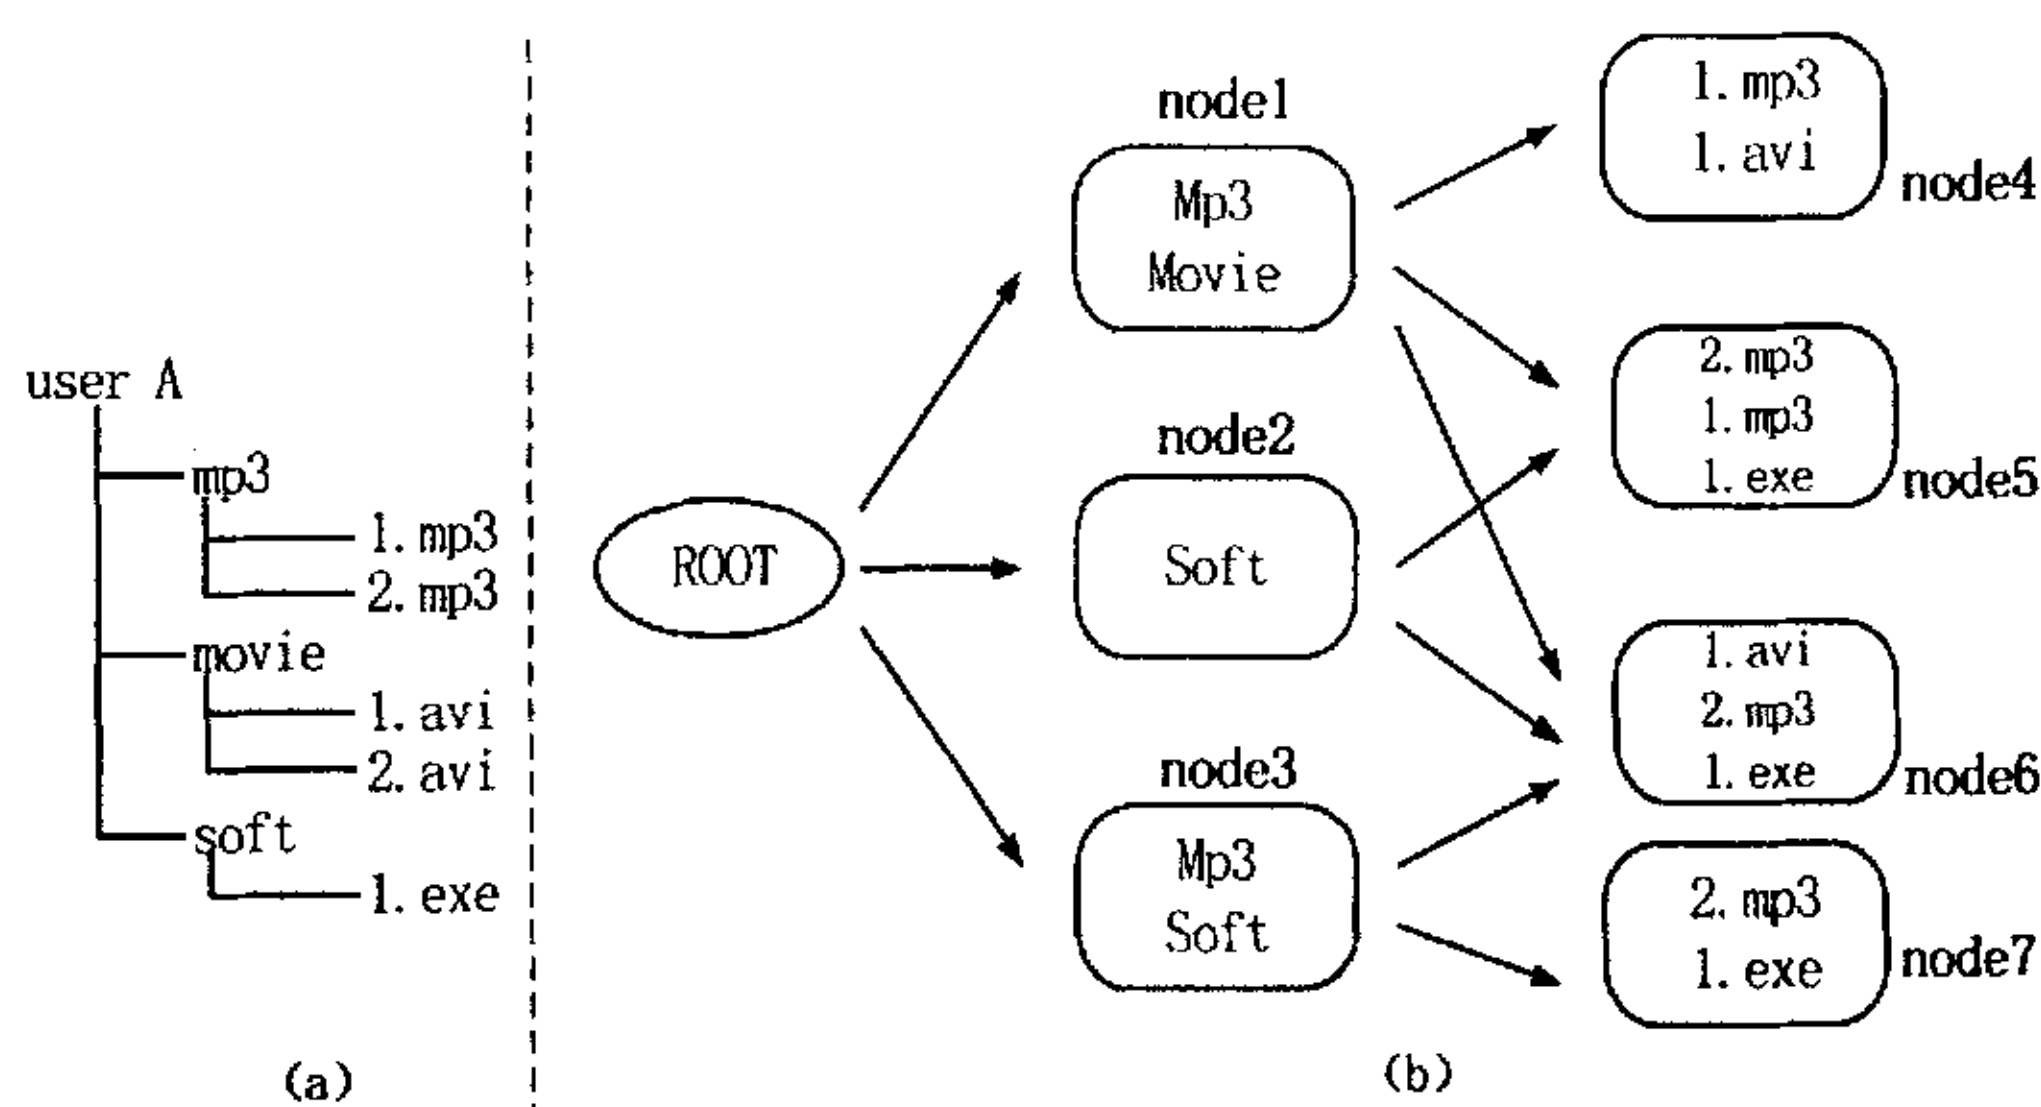 user A
mp3
1. mp3
2. mp3
movie
1. avi
2. avi
soft
1. exe
(a)
ROOT
node1
Mp3
Movie
node2
Soft
node3
Mp3
Soft
1. mp3
1. avi
node4
2. mp3
1. mp3
1. exe
node5
1. avi
2. mp3
1. exe
node6
2. mp3
1. exe
node7
(b)